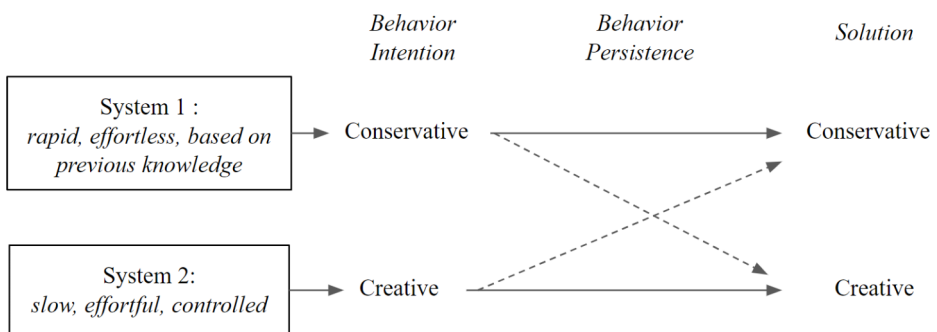 Behavior
Intention
Behavior
Persistence
Solution
System 1 :
rapid, effortless, based on
previous knowledge
Conservative
Conservative
System 2:
slow, effortful, controlled
Creative
Creative